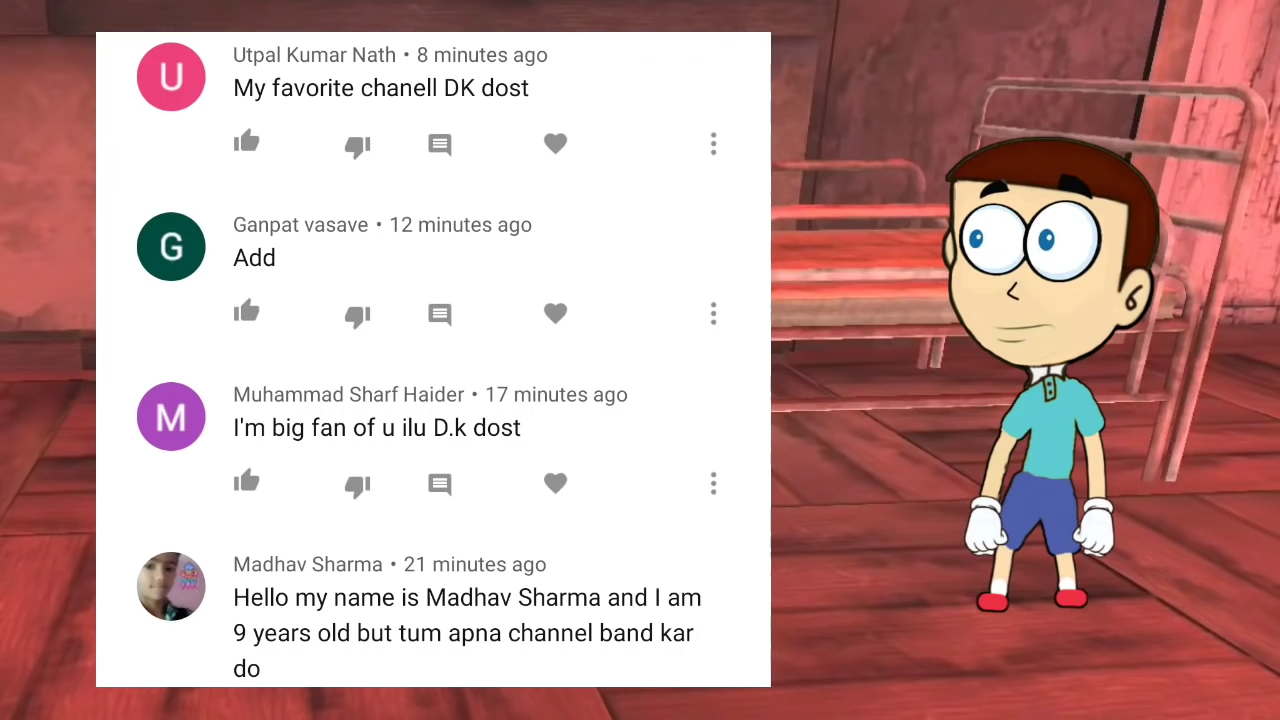 Utpal Kumar Nath • 8 minutes ago
My favorite chanell DK dost
Ganpat vasave • 12 minutes ago
Add
Muhammad Sharf Haider • 17 minutes ago
I'm big fan of u ilu D.k dost
Madhav Sharma • 21 minutes ago
Hello my name is Madhav Sharma and I am
9 years old but tum apna channel band kar
do
U
G
M